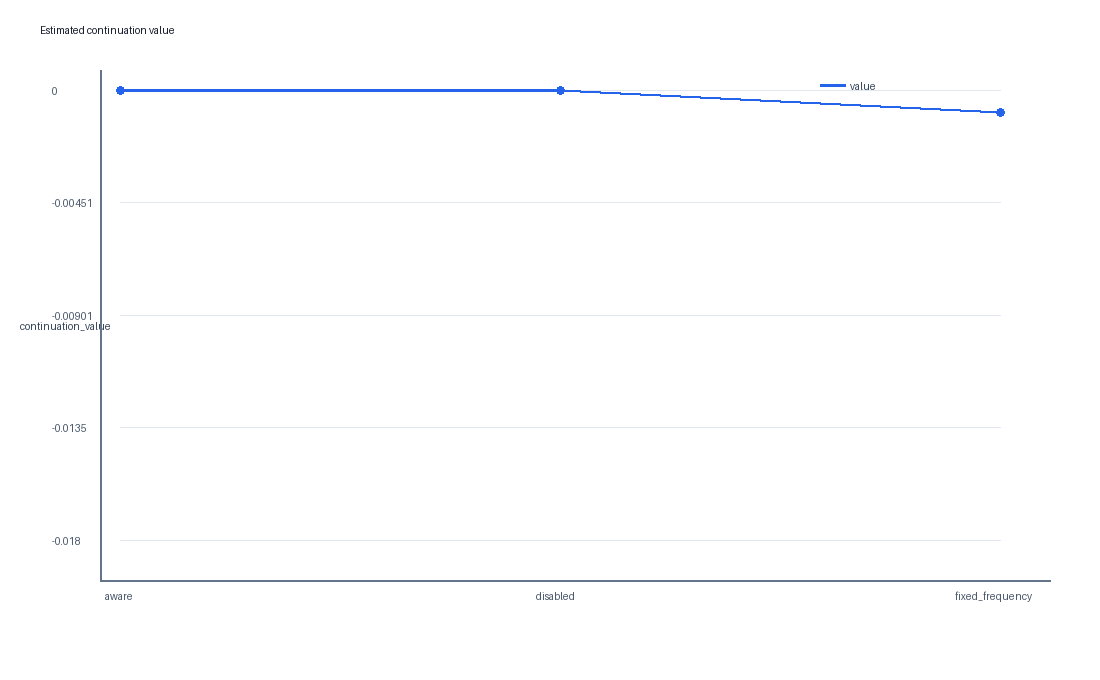 Estimated continuation value
value
0
-0.00451
-0.00901
continuation_value
-0.0135
-0.018
aware disabled fixed_frequency